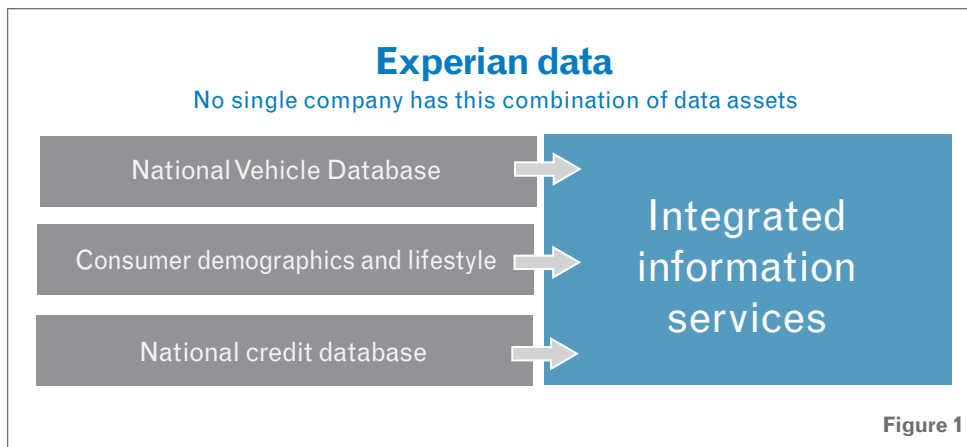 Experian data
No single company has this combination of data assets
National Vehicle Database
Consumer demographics and lifestyle
National credit database
Integrated
information
services
Figure 1